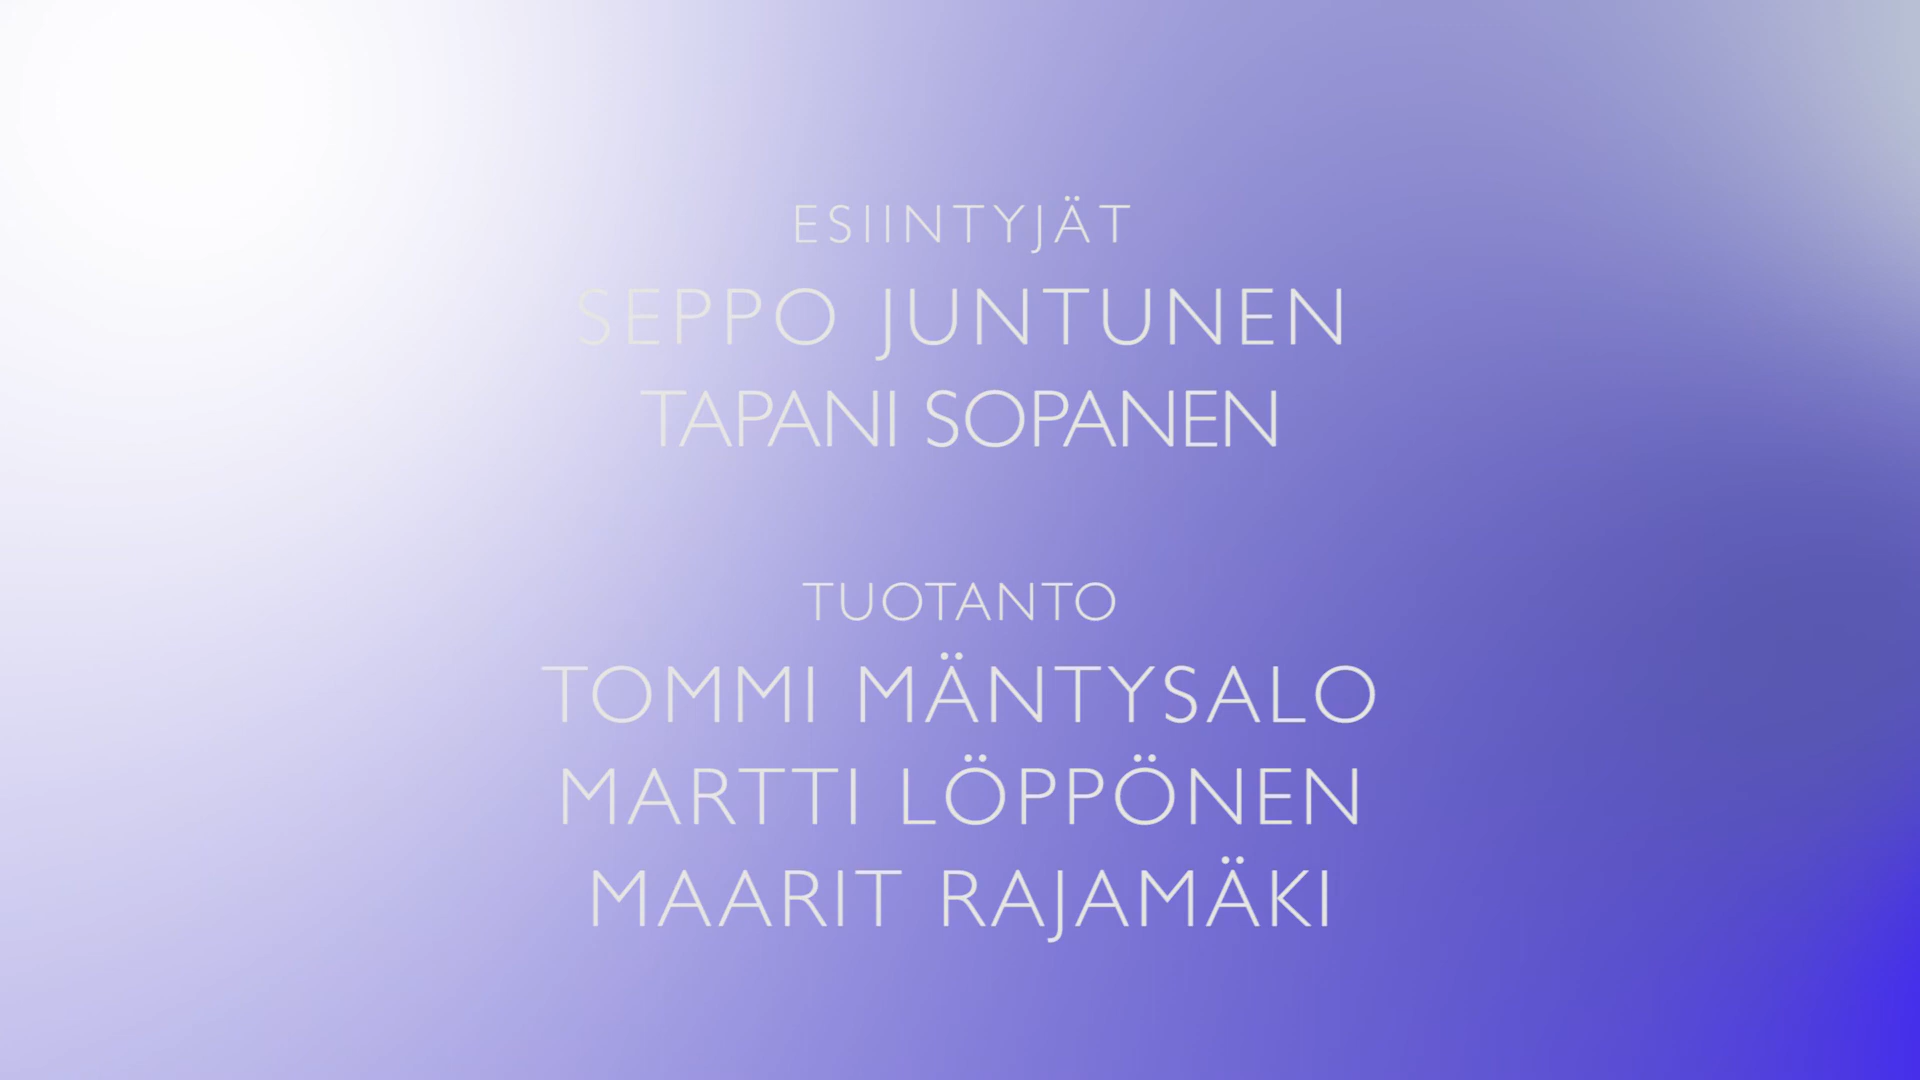 ESIINTYJÄT
SEPPO JUNTUNEN
TAPANI SOPANEN
TUOTANTO
TOMMI MÄNTYSALO
MARTTI LÖPPÖNEN
MAARIT RAJAMÄKI